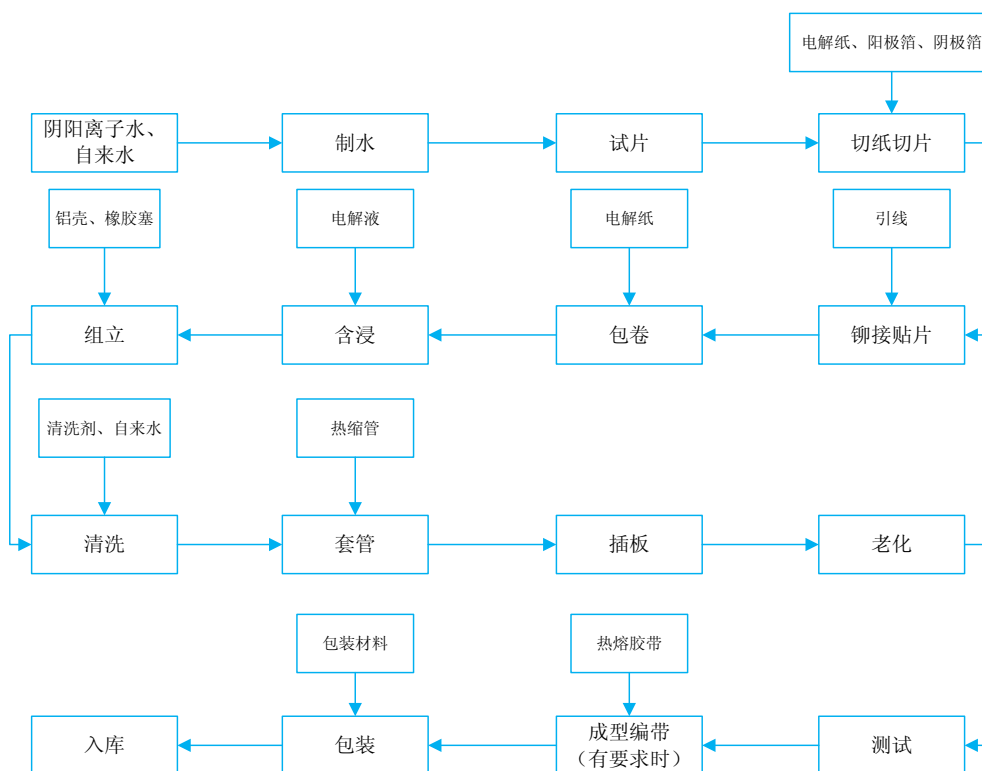 电解纸、阳极箔、阴极箔
阴阳离子水、
自来水
制水
试片
切纸切片
铝壳、橡胶塞
电解液
电解纸
引线
组立
含浸
包卷
铆接贴片
清洗剂、自来水
热缩管
清洗
套管
插板
老化
包装材料
热熔胶带
入库
包装
成型编带
（有要求时）
测试